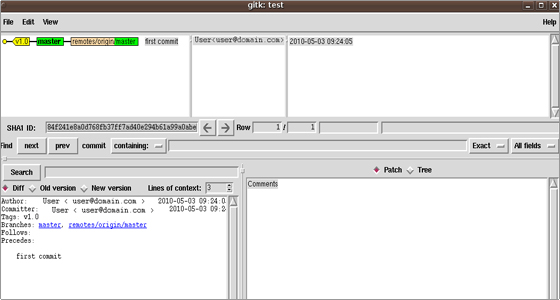 gitk: test
File Edit View Help
v1.0 master remotes/origin/master first commit User<user@domain.com> 2010-05-03 09:24:05
SHA1 ID: 84f241e8a0d768fb37ff7ad40e294b61a99a0abe Row 1 / 1
Find next prev commit containing: Exact All fields
Search Patch Tree
Diff Old version New version Lines of context: 3
Comments
Author: User < user@domain.com > 2010-05-03 09:24:0
Committer: User < user@domain.com > 2010-05-03 09:24
Tags: v1.0
Branches: master, remotes/origin/master
Follows:
Precedes:
first commit